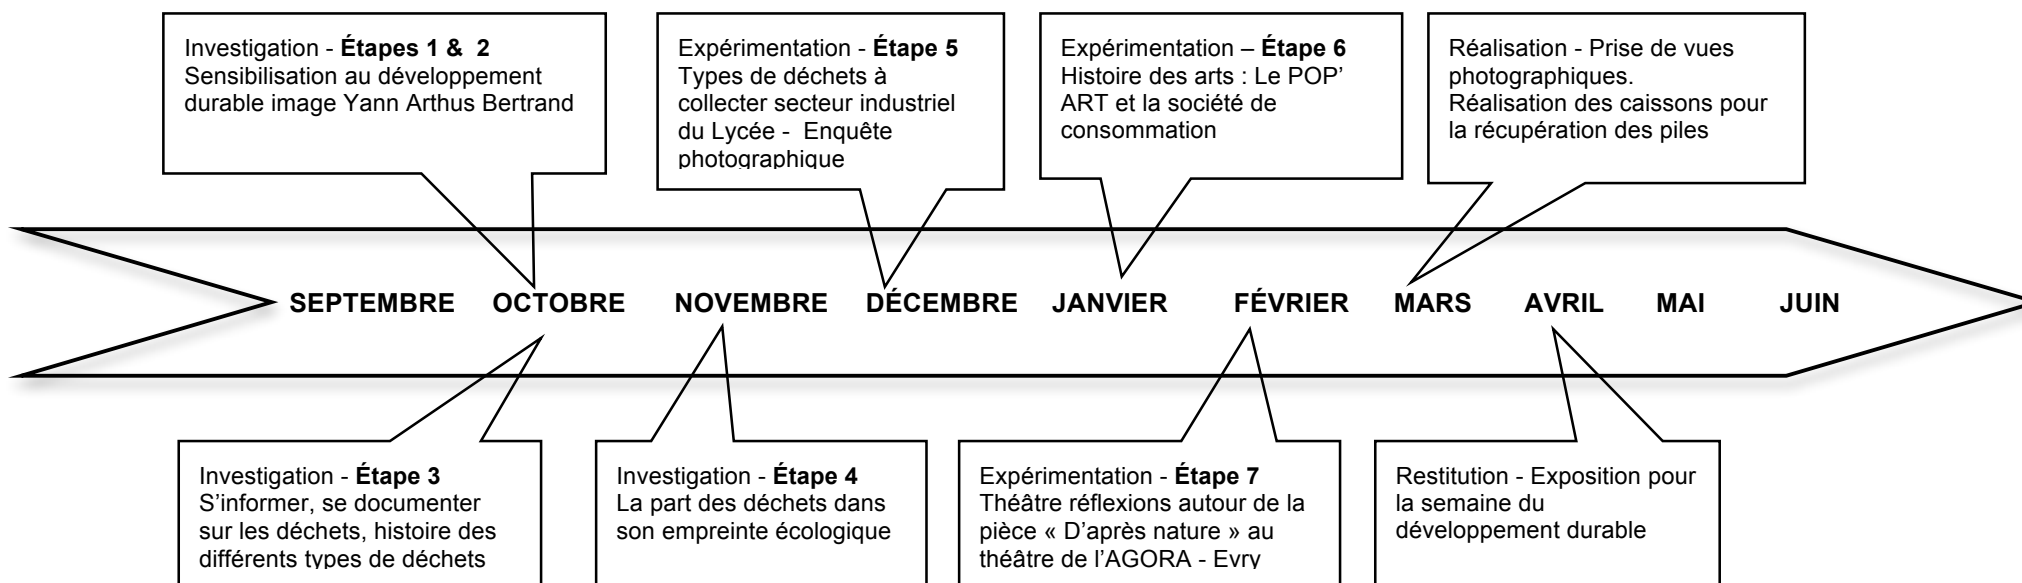 Investigation - Étapes 1 & 2
Sensibilisation au développement
durable image Yann Arthus Bertrand
Expérimentation - Étape 5
Types de déchets à
collecter secteur industriel
du Lycée - Enquête
photographique
Expérimentation – Étape 6
Histoire des arts : Le POP'
ART et la société de
consommation
Réalisation - Prise de vues
photographiques.
Réalisation des caissons pour
la récupération des piles
SEPTEMBRE OCTOBRE NOVEMBRE DÉCEMBRE JANVIER FÉVRIER MARS AVRIL MAI JUIN
Investigation - Étape 3
S'informer, se documenter
sur les déchets, histoire des
différents types de déchets
Investigation - Étape 4
La part des déchets dans
son empreinte écologique
Expérimentation - Étape 7
Théâtre réflexions autour de la
pièce « D'après nature » au
théâtre de l'AGORA - Evry
Restitution - Exposition pour
la semaine du
développement durable